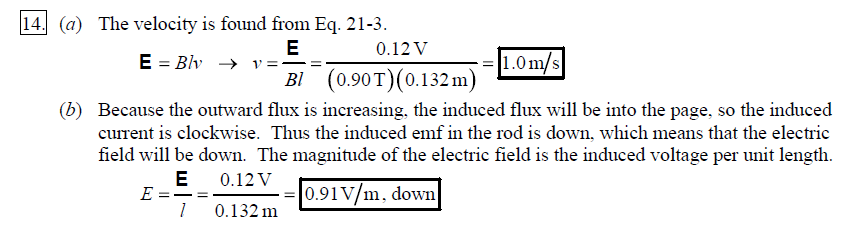 14. (a) The velocity is found from Eq. 21-3.
E = Blv → v = E / Bl = 0.12 V / (0.90 T)(0.132 m) = 1.0 m/s
(b) Because the outward flux is increasing, the induced flux will be into the page, so the induced
current is clockwise. Thus the induced emf in the rod is down, which means that the electric
field will be down. The magnitude of the electric field is the induced voltage per unit length.
E = E / l = 0.12 V / 0.132 m = 0.91 V/m, down